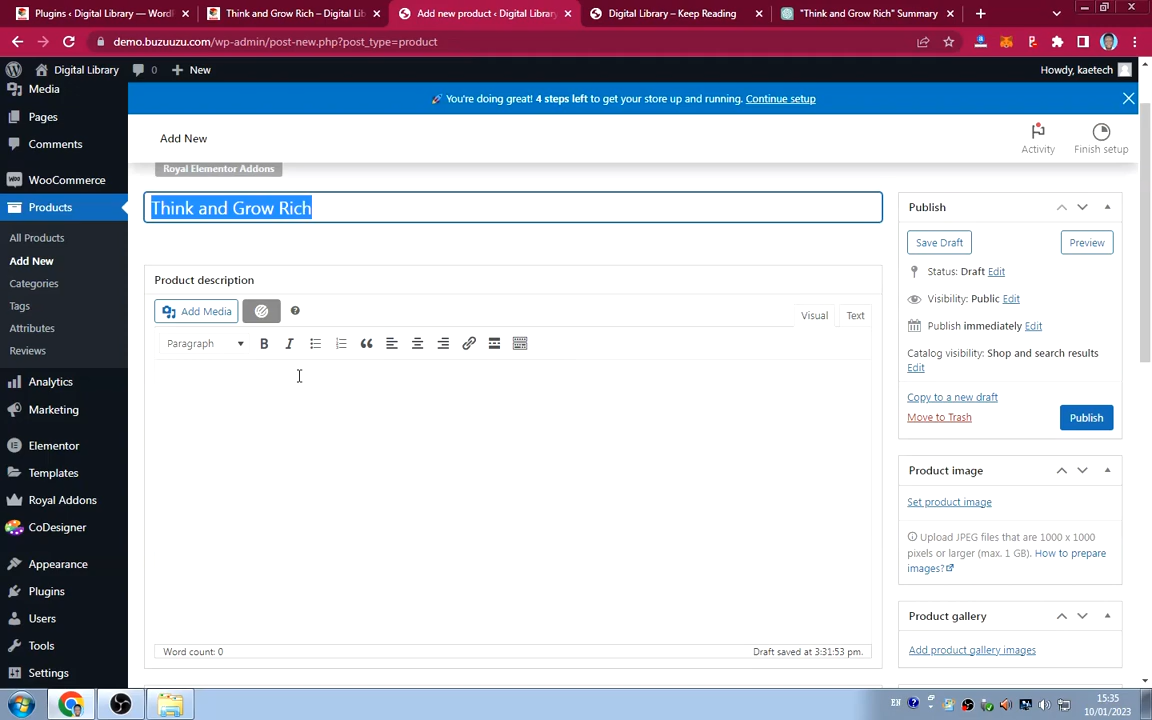 Plugins ‹ Digital Library — WordP
Think and Grow Rich – Digital Lib
Add new product ‹ Digital Library
Digital Library – Keep Reading
"Think and Grow Rich" Summary
demo.buzuuzu.com/wp-admin/post-new.php?post_type=product
Digital Library
0
New
Howdy, kaetech
Media
Pages
Comments
WooCommerce
Products
All Products
Add New
Categories
Tags
Attributes
Reviews
Analytics
Marketing
Elementor
Templates
Royal Addons
CoDesigner
Appearance
Plugins
Users
Tools
Settings
You're doing great! 4 steps left to get your store up and running. Continue setup
Add New
Activity
Finish setup
Royal Elementor Addons
Think and Grow Rich
Product description
Add Media
Visual
Text
Paragraph
Word count: 0
Draft saved at 3:31:53 pm.
Publish
Save Draft
Preview
Status: Draft Edit
Visibility: Public Edit
Publish immediately Edit
Catalog visibility: Shop and search results
Edit
Copy to a new draft
Move to Trash
Publish
Product image
Set product image
Upload JPEG files that are 1000 x 1000
pixels or larger (max. 1 GB). How to prepare
images?
Product gallery
Add product gallery images
EN
15:35
10/01/2023